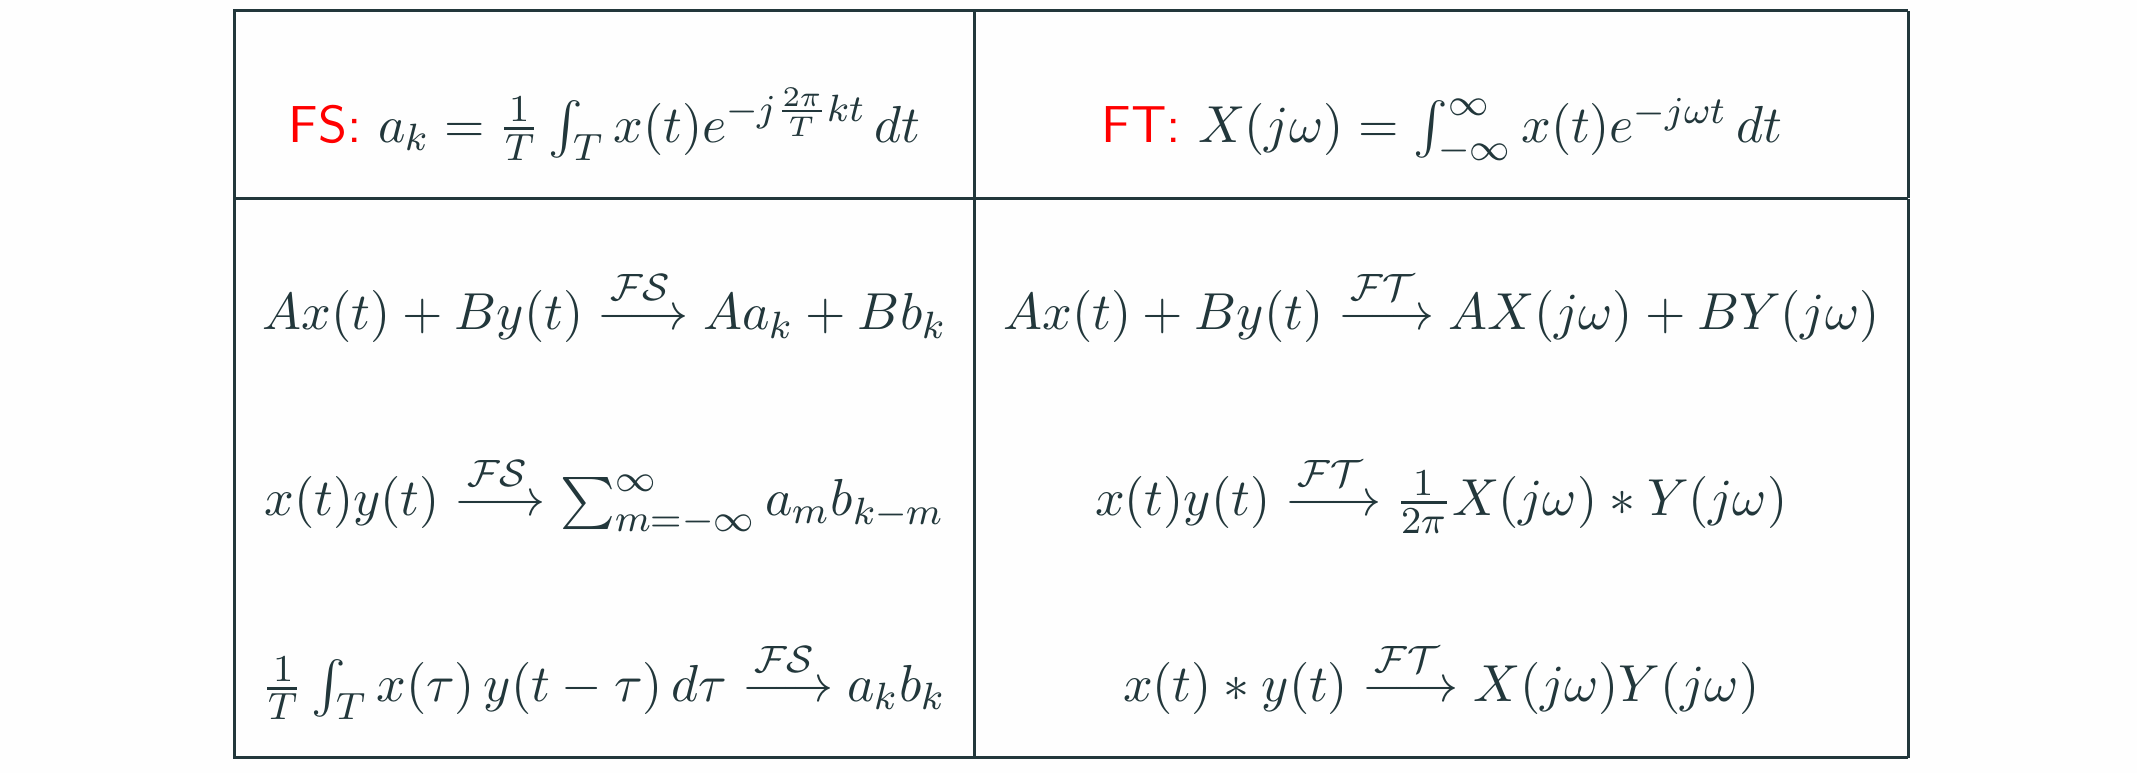 FS: $a_k = \frac{1}{T} \int_T x(t) e^{-j\frac{2\pi}{T}kt}\, dt$
FT: $X(j\omega) = \int_{-\infty}^{\infty} x(t) e^{-j\omega t}\, dt$
$Ax(t) + By(t) \xrightarrow{\mathcal{FS}} Aa_k + Bb_k$
$Ax(t) + By(t) \xrightarrow{\mathcal{FT}} AX(j\omega) + BY(j\omega)$
$x(t)y(t) \xrightarrow{\mathcal{FS}} \sum_{m=-\infty}^{\infty} a_m b_{k-m}$
$x(t)y(t) \xrightarrow{\mathcal{FT}} \frac{1}{2\pi} X(j\omega) * Y(j\omega)$
$\frac{1}{T} \int_T x(\tau)\, y(t-\tau)\, d\tau \xrightarrow{\mathcal{FS}} a_k b_k$
$x(t) * y(t) \xrightarrow{\mathcal{FT}} X(j\omega)Y(j\omega)$